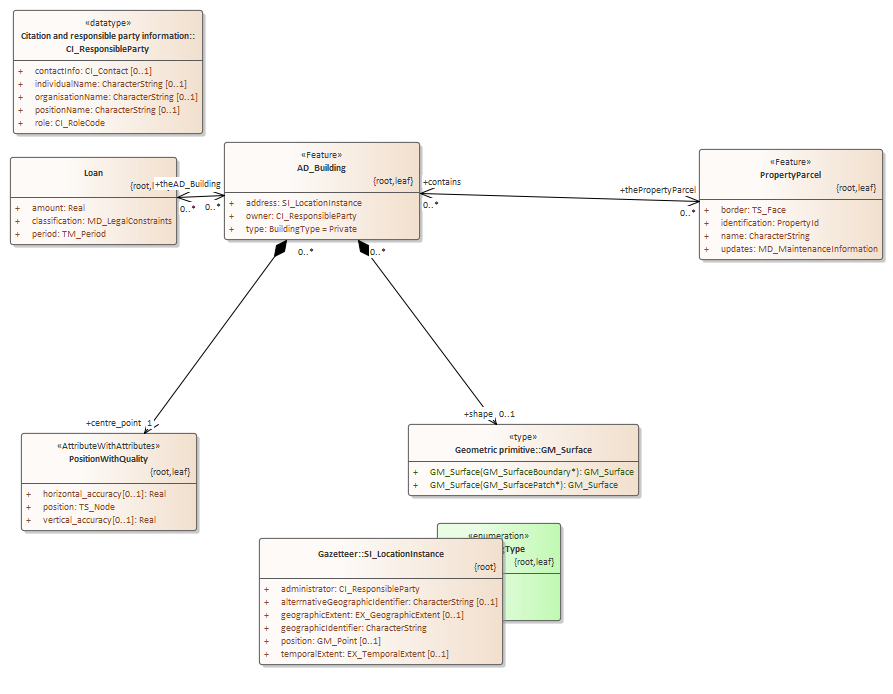 «datatype»
Citation and responsible party information::
CI_ResponsibleParty
+ contactInfo: CI_Contact [0..1]
+ individualName: CharacterString [0..1]
+ organisationName: CharacterString [0..1]
+ positionName: CharacterString [0..1]
+ role: CI_RoleCode
Loan
{root,l
+ amount: Real
+ classification: MD_LegalConstraints
+ period: TM_Period
+theAD_Building
0..*
0..*
«Feature»
AD_Building
{root,leaf}
+ address: SI_LocationInstance
+ owner: CI_ResponsibleParty
+ type: BuildingType = Private
+contains
0..*
+thePropertyParcel
0..*
«Feature»
PropertyParcel
{root,leaf}
+ border: TS_Face
+ identification: PropertyId
+ name: CharacterString
+ updates: MD_MaintenanceInformation
0..*
0..*
+centre_point 1
+shape 0..1
«AttributeWithAttributes»
PositionWithQuality
{root,leaf}
+ horizontal_accuracy[0..1]: Real
+ position: TS_Node
+ vertical_accuracy[0..1]: Real
«type»
Geometric primitive::GM_Surface
+ GM_Surface(GM_SurfaceBoundary*): GM_Surface
+ GM_Surface(GM_SurfacePatch*): GM_Surface
«enumeration»
Type
{root,leaf}
Gazetteer::SI_LocationInstance
{root}
+ administrator: CI_ResponsibleParty
+ alternativeGeographicIdentifier: CharacterString [0..1]
+ geographicExtent: EX_GeographicExtent [0..1]
+ geographicIdentifier: CharacterString
+ position: GM_Point [0..1]
+ temporalExtent: EX_TemporalExtent [0..1]